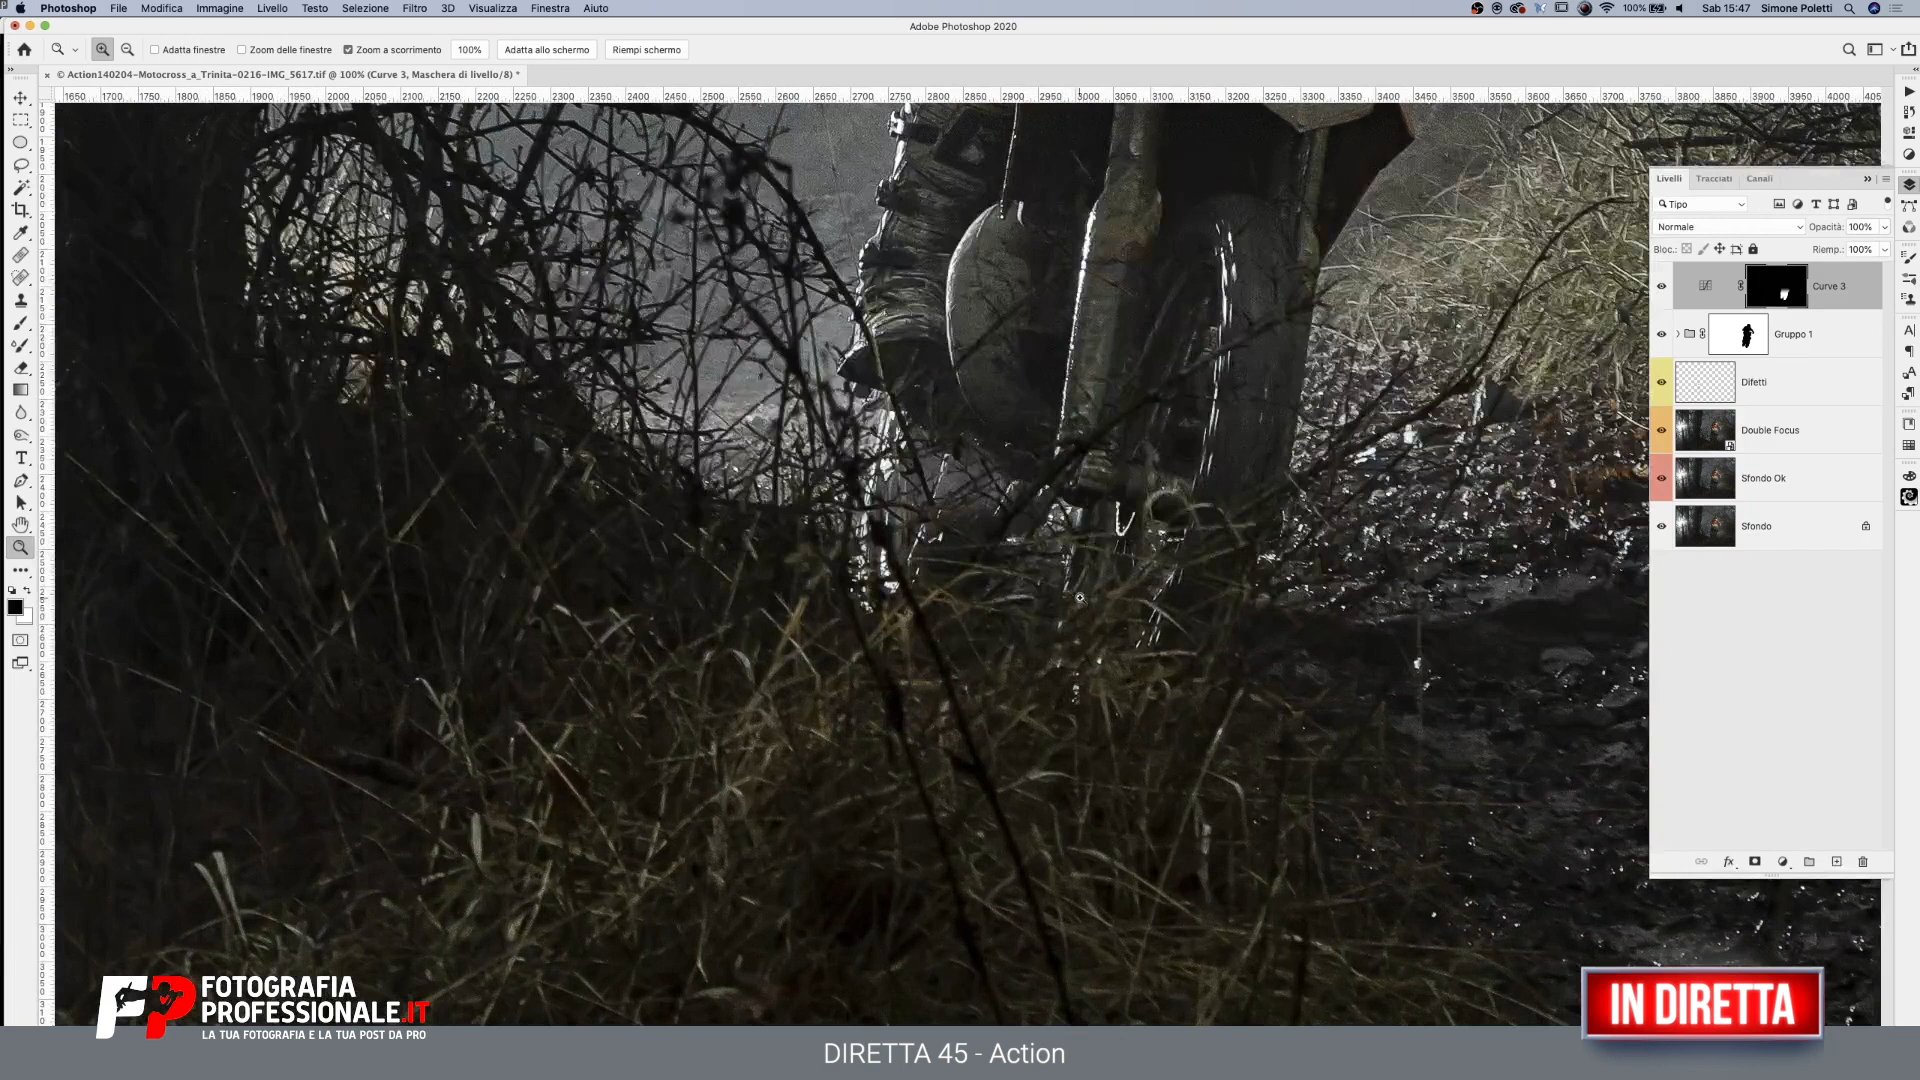 Photoshop File Modifica Immagine Livello Testo Selezione Filtro 3D Visualizza Finestra Aiuto 100% Sab 15:47 Simone Poletti
Adobe Photoshop 2020
Adatta finestre Zoom delle finestre Zoom a scorrimento 100% Adatta allo schermo Riempi schermo
× © Action140204-Motocross_a_Trinita-0216-IMG_5617.tif @ 100% (Curve 3, Maschera di livello/8) *
1650 1700 1750 1800 1850 1900 1950 2000 2050 2100 2150 2200 2250 2300 2350 2400 2450 2500 2550 2600 2650 2700 2750 2800 2850 2900 2950 3000 3050 3100 3150 3200 3250 3300 3350 3400 3450 3500 3550 3600 3650 3700 3750 3800 3850 3900 3950 4000 405
Livelli Tracciati Canali
Tipo
Normale Opacità: 100%
Bloc.: Riemp.: 100%
Curve 3
Gruppo 1
Difetti
Double Focus
Sfondo Ok
Sfondo
fx
FP FOTOGRAFIA
PROFESSIONALE.IT
LA TUA FOTOGRAFIA E LA TUA POST DA PRO
IN DIRETTA
DIRETTA 45 - Action